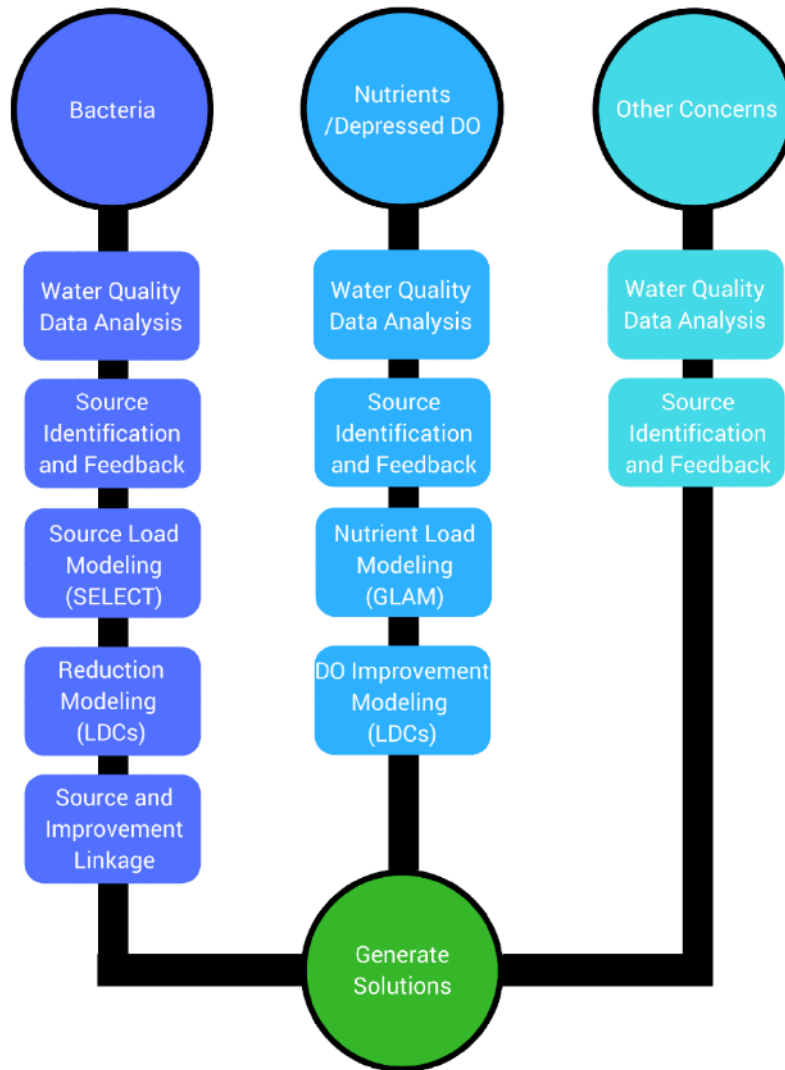 Bacteria
Nutrients
/Depressed DO
Other Concerns
Water Quality
Data Analysis
Water Quality
Data Analysis
Water Quality
Data Analysis
Source
Identification
and Feedback
Source
Identification
and Feedback
Source
Identification
and Feedback
Source Load
Modeling
(SELECT)
Nutrient Load
Modeling
(GLAM)
Reduction
Modeling
(LDCs)
DO Improvement
Modeling
(LDCs)
Source and
Improvement
Linkage
Generate
Solutions